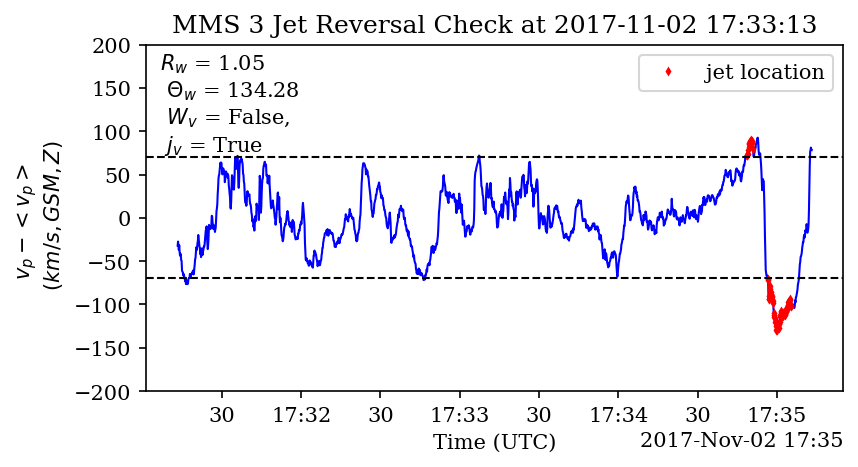 MMS 3 Jet Reversal Check at 2017-11-02 17:33:13
R_w = 1.05
Θ_w = 134.28
W_v = False,
j_v = True
jet location
200
150
100
50
0
−50
−100
−150
−200
v_p − <v_p>
(km/s, GSM, Z)
30 17:32 30 17:33 30 17:34 30 17:35
Time (UTC)
2017-Nov-02 17:35